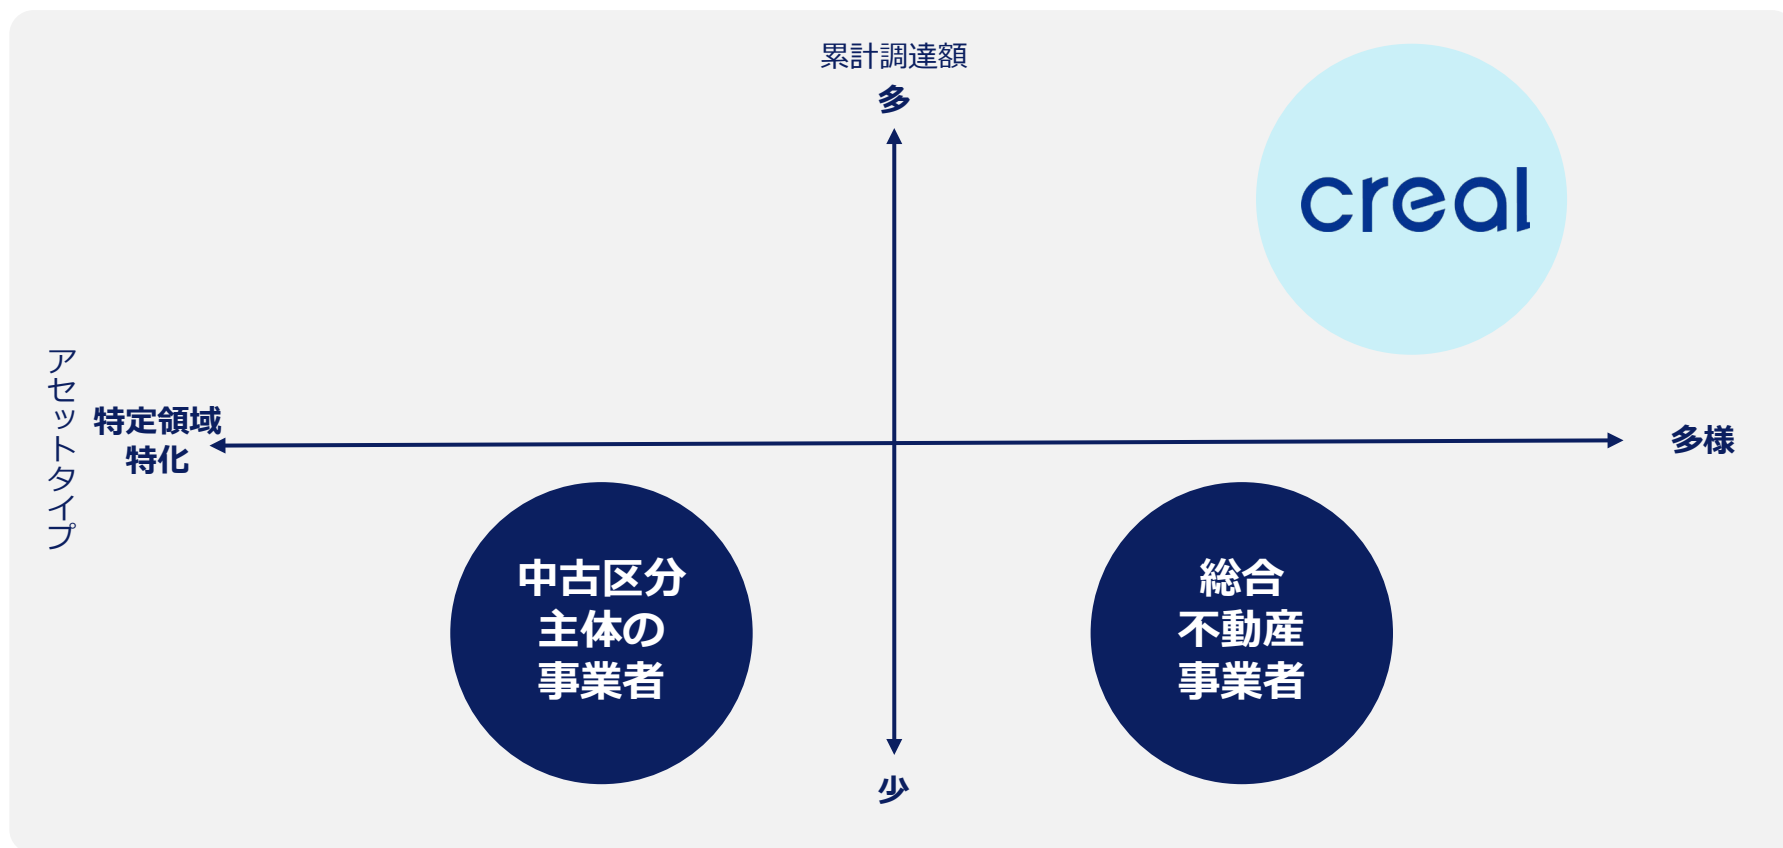 累計調達額
多
creal
アセットタイプ
特定領域
特化
多様
中古区分
主体の
事業者
総合
不動産
事業者
少